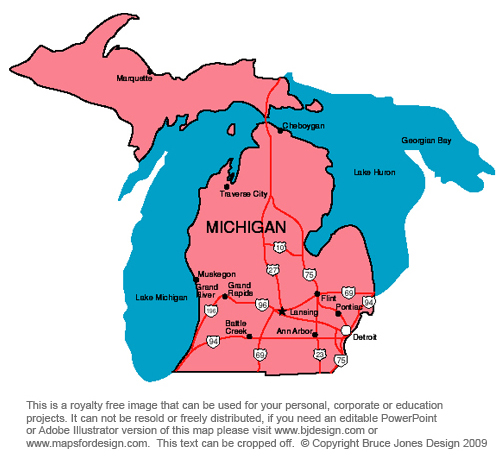 Marquette
Cheboygan
Georgian Bay
Lake Huron
Traverse City
MICHIGAN
10
27
75
Muskegon
Grand
River
Grand
Rapids
Lake Michigan
196
96
Lansing
Flint
69
94
Pontiac
Battle
Creek
Ann Arbor
Detroit
94
69
23
75
This is a royalty free image that can be used for your personal, corporate or education
projects. It can not be resold or freely distributed, if you need an editable PowerPoint
or Adobe Illustrator version of this map please visit www.bjdesign.com or
www.mapsfordesign.com.  This text can be cropped off.  © Copyright Bruce Jones Design 2009